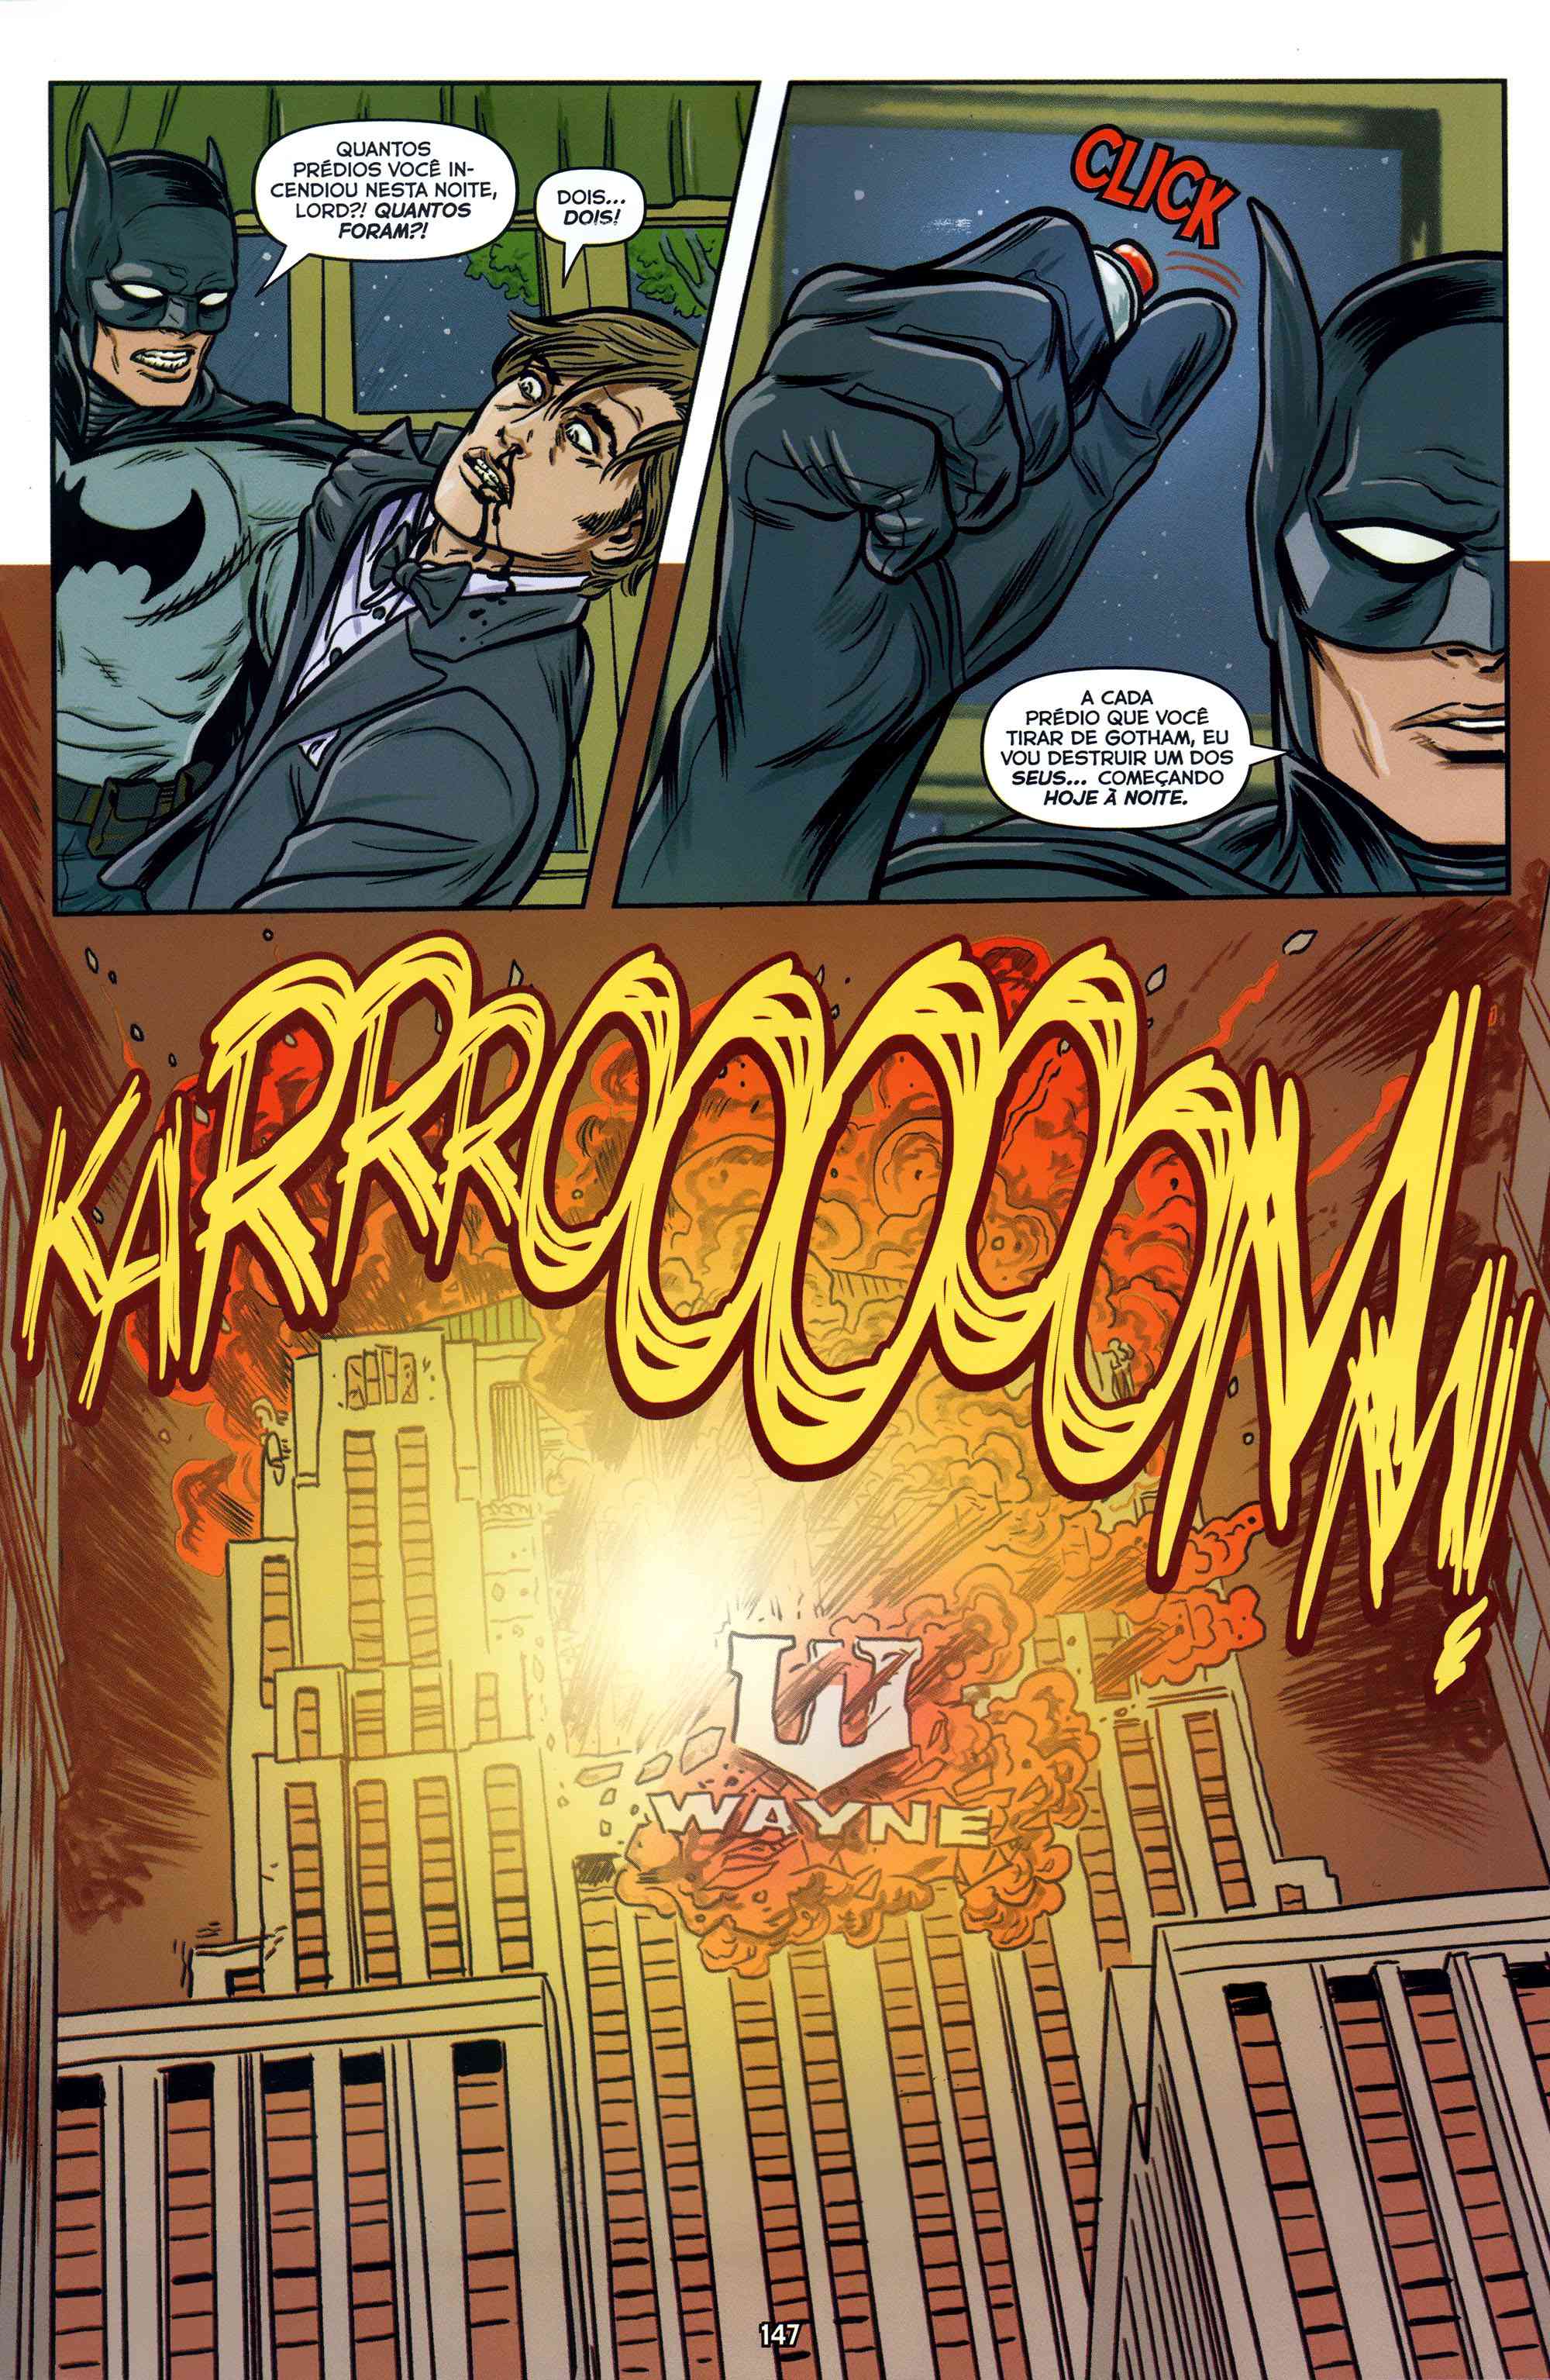 QUANTOS
PRÉDIOS VOCÊ IN-
CENDIOU NESTA NOITE,
LORD?! QUANTOS
FORAM?!
DOIS...
DOIS!
CLICK
A CADA
PRÉDIO QUE VOCÊ
TIRAR DE GOTHAM, EU
VOU DESTRUIR UM DOS
SEUS... COMEÇANDO
HOJE À NOITE.
KARRROOOOOMM!
W
WAYNE
147